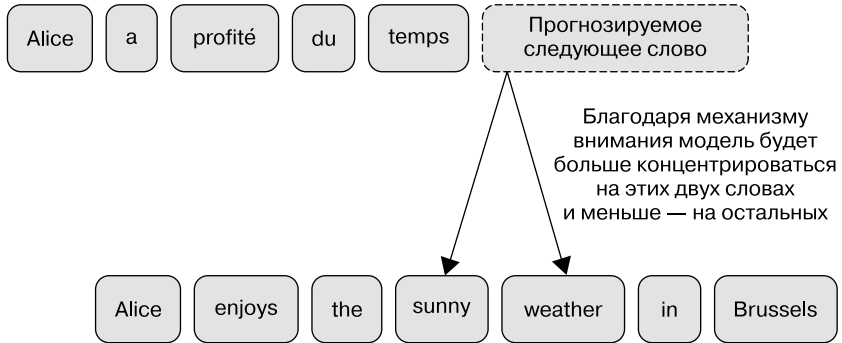 Alice a profité du temps Прогнозируемое
следующее слово
Благодаря механизму
внимания модель будет
больше концентрироваться
на этих двух словах
и меньше — на остальных
Alice enjoys the sunny weather in Brussels